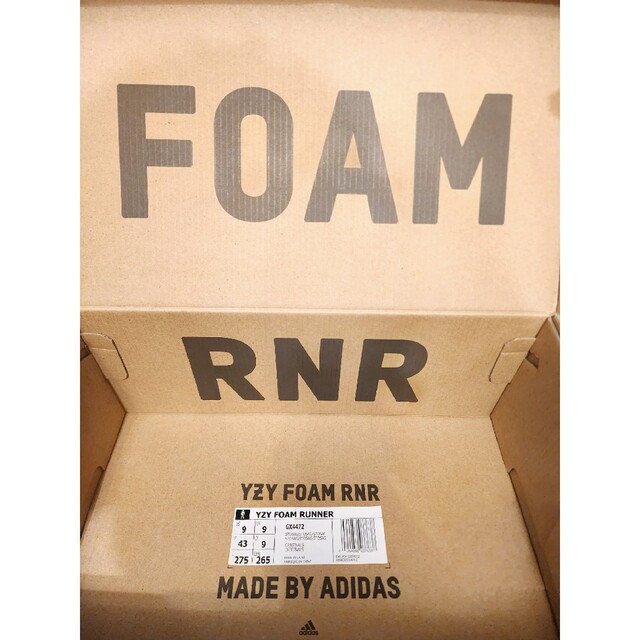 FOAM
RNR
YZY FOAM RNR
YZY FOAM RUNNER
9 9 GX4472
43 9
275 265
MADE BY ADIDAS
adidas